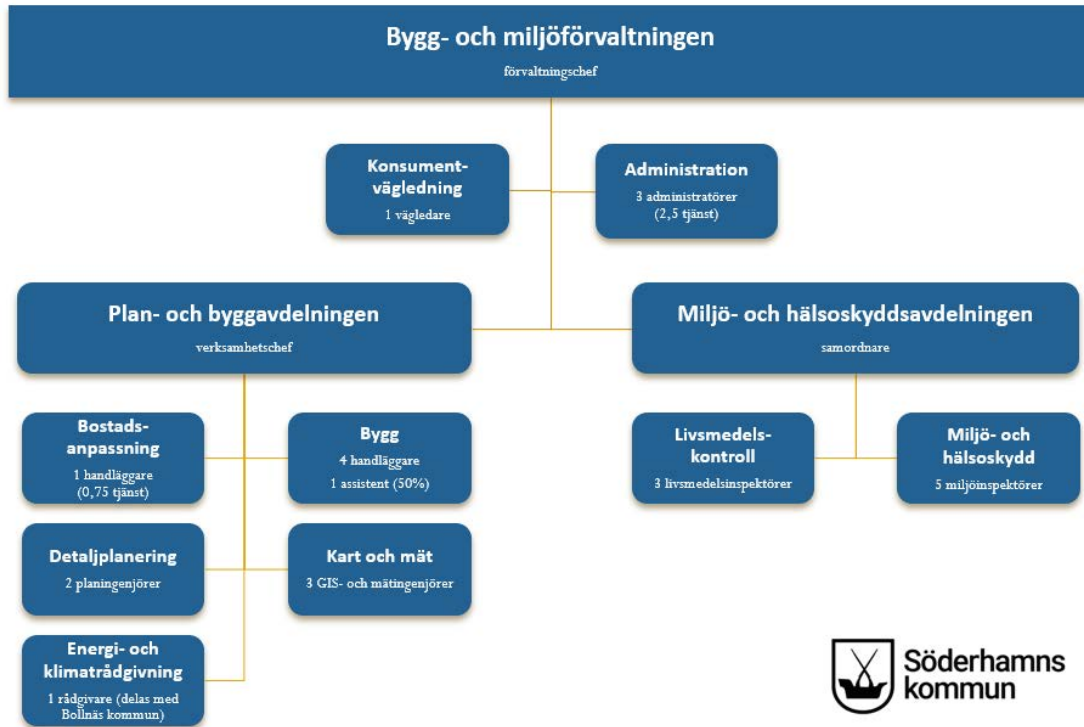 Bygg- och miljöförvaltningen
förvaltningschef
Konsument-
vägledning
1 vägledare
Administration
3 administratörer
(2,5 tjänst)
Plan- och byggavdelningen
verksamhetschef
Miljö- och hälsoskyddsavdelningen
samordnare
Bostads-
anpassning
1 handläggare
(0,75 tjänst)
Bygg
4 handläggare
1 assistent (50%)
Livsmedels-
kontroll
3 livsmedelsinspektörer
Miljö- och
hälsoskydd
5 miljöinspektörer
Detaljplanering
2 planingenjörer
Kart och mät
3 GIS- och mätingenjörer
Energi- och
klimatrådgivning
1 rådgivare (delas med
Bollnäs kommun)
Söderhamns
kommun